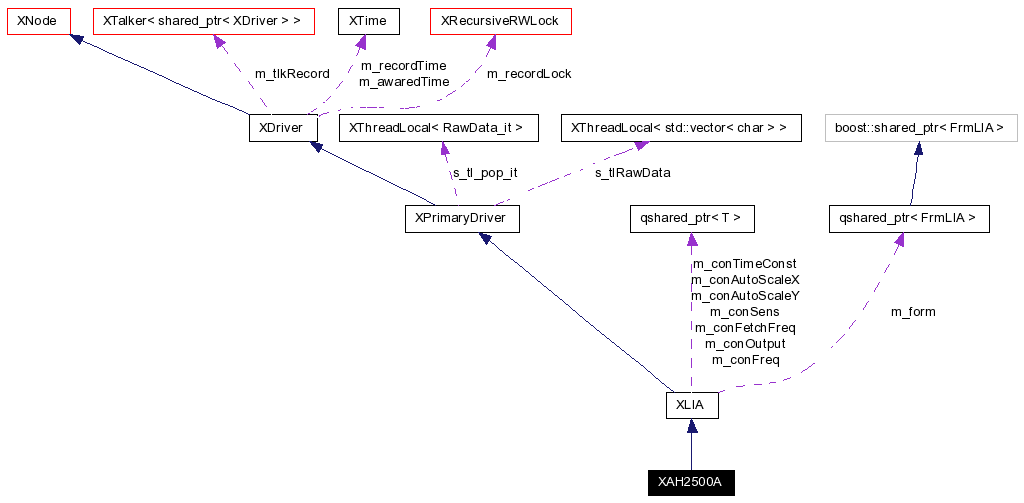 XNode
XTalker< shared_ptr< XDriver > >
XTime
XRecursiveRWLock
m_tlkRecord
m_recordTime
m_awaredTime
m_recordLock
XDriver
XThreadLocal< RawData_it >
XThreadLocal< std::vector< char > >
boost::shared_ptr< FrmLIA >
s_tl_pop_it
s_tlRawData
XPrimaryDriver
qshared_ptr< T >
qshared_ptr< FrmLIA >
m_conTimeConst
m_conAutoScaleX
m_conAutoScaleY
m_conSens
m_conFetchFreq
m_conOutput
m_conFreq
m_form
XLIA
XAH2500A